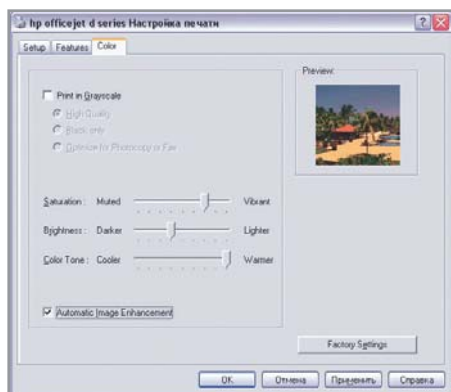 hp officejet d series Настройка печати
Setup Features Color
Print in Grayscale
High Quality
Black only
Optimize for Photocopy or Fax
Preview:
Saturation : Muted Vibrant
Brightness : Darker Lighter
Color Tone : Cooler Warmer
Automatic Image Enhancement
Factory Settings
OK Отмена Применить Справка